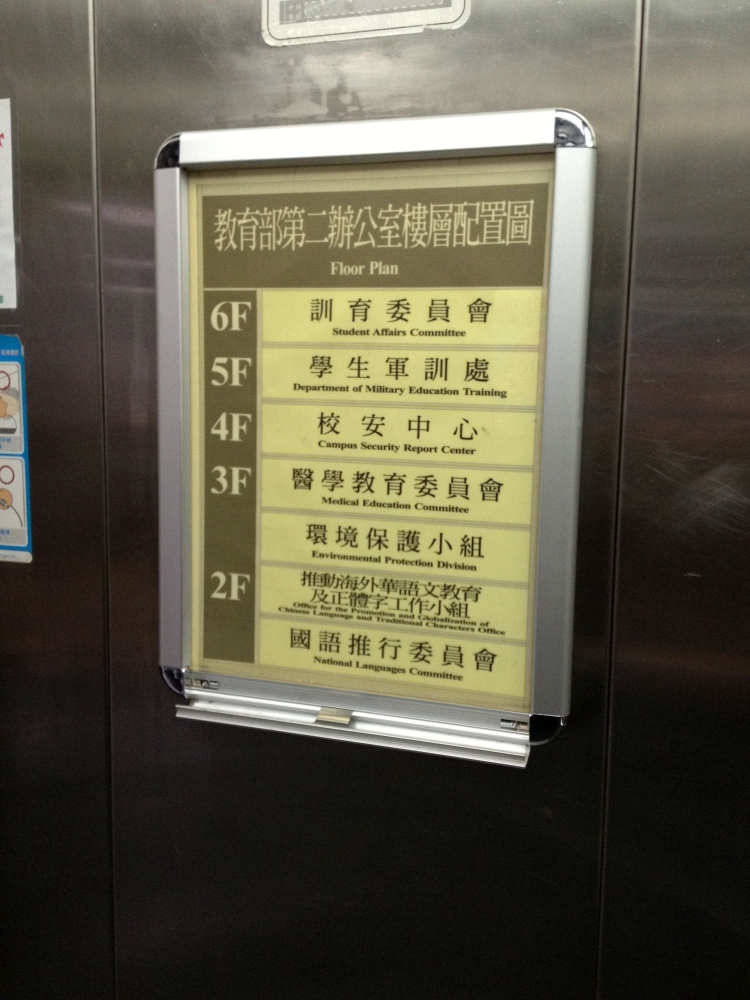 教育部第二辦公室樓層配置圖
Floor Plan
6F
訓育委員會
Student Affairs Committee
5F
學生軍訓處
Department of Military Education Training
4F
校安中心
Campus Security Report Center
3F
醫學教育委員會
Medical Education Committee
環境保護小組
Environmental Protection Division
2F
推動海外華語文教育
及正體字工作小組
Office for the Promotion and Globalization of
Chinese Language and Traditional Characters Office
國語推行委員會
National Languages Committee